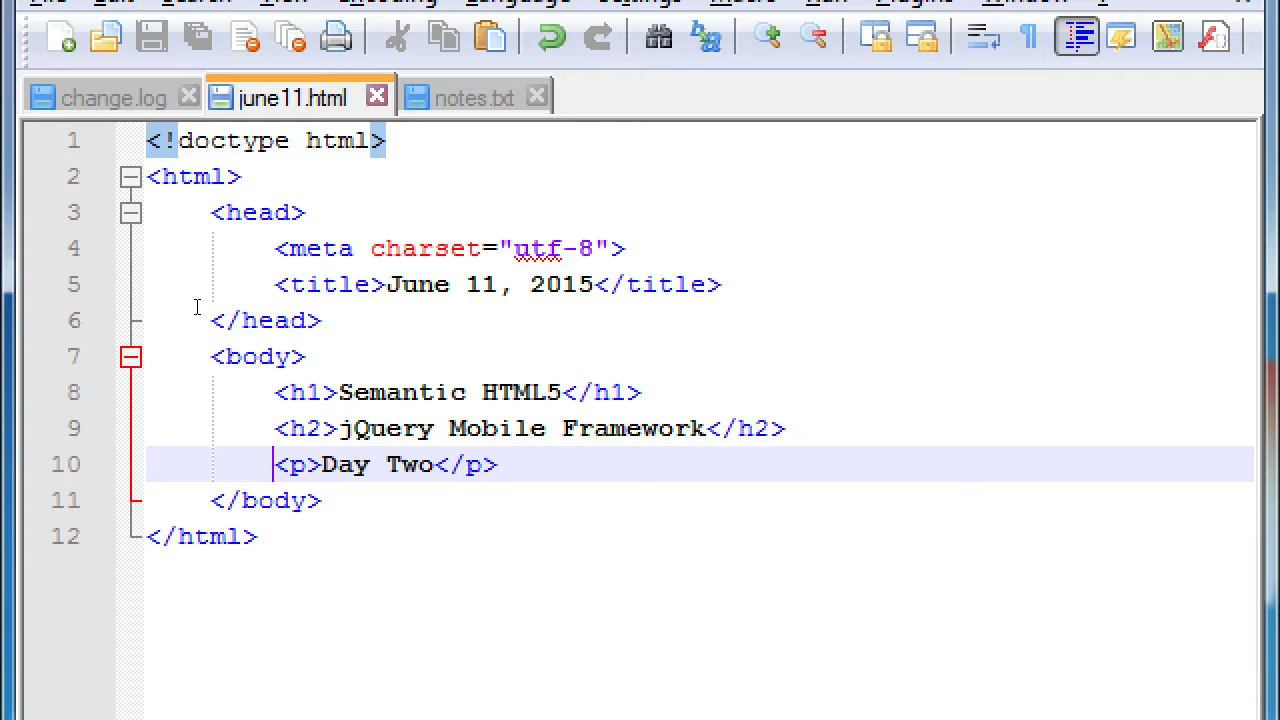 change.log june11.html notes.txt
1 <!doctype html>
2 <html>
3 <head>
4 <meta charset="utf-8">
5 <title>June 11, 2015</title>
6 </head>
7 <body>
8 <h1>Semantic HTML5</h1>
9 <h2>jQuery Mobile Framework</h2>
10 <p>Day Two</p>
11 </body>
12 </html>